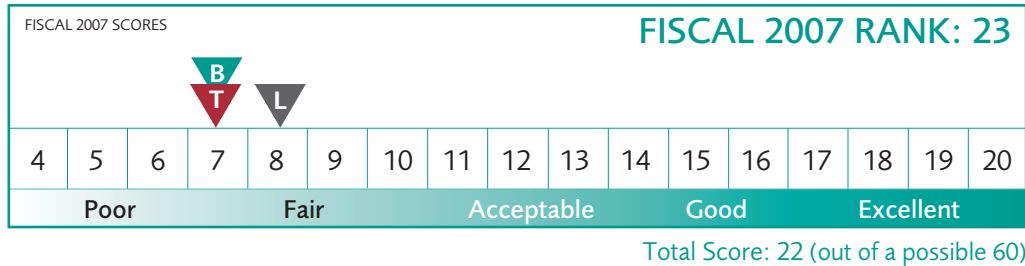 FISCAL 2007 SCORES
FISCAL 2007 RANK: 23
B
T
L
4 5 6 7 8 9 10 11 12 13 14 15 16 17 18 19 20
Poor Fair Acceptable Good Excellent
Total Score: 22 (out of a possible 60)